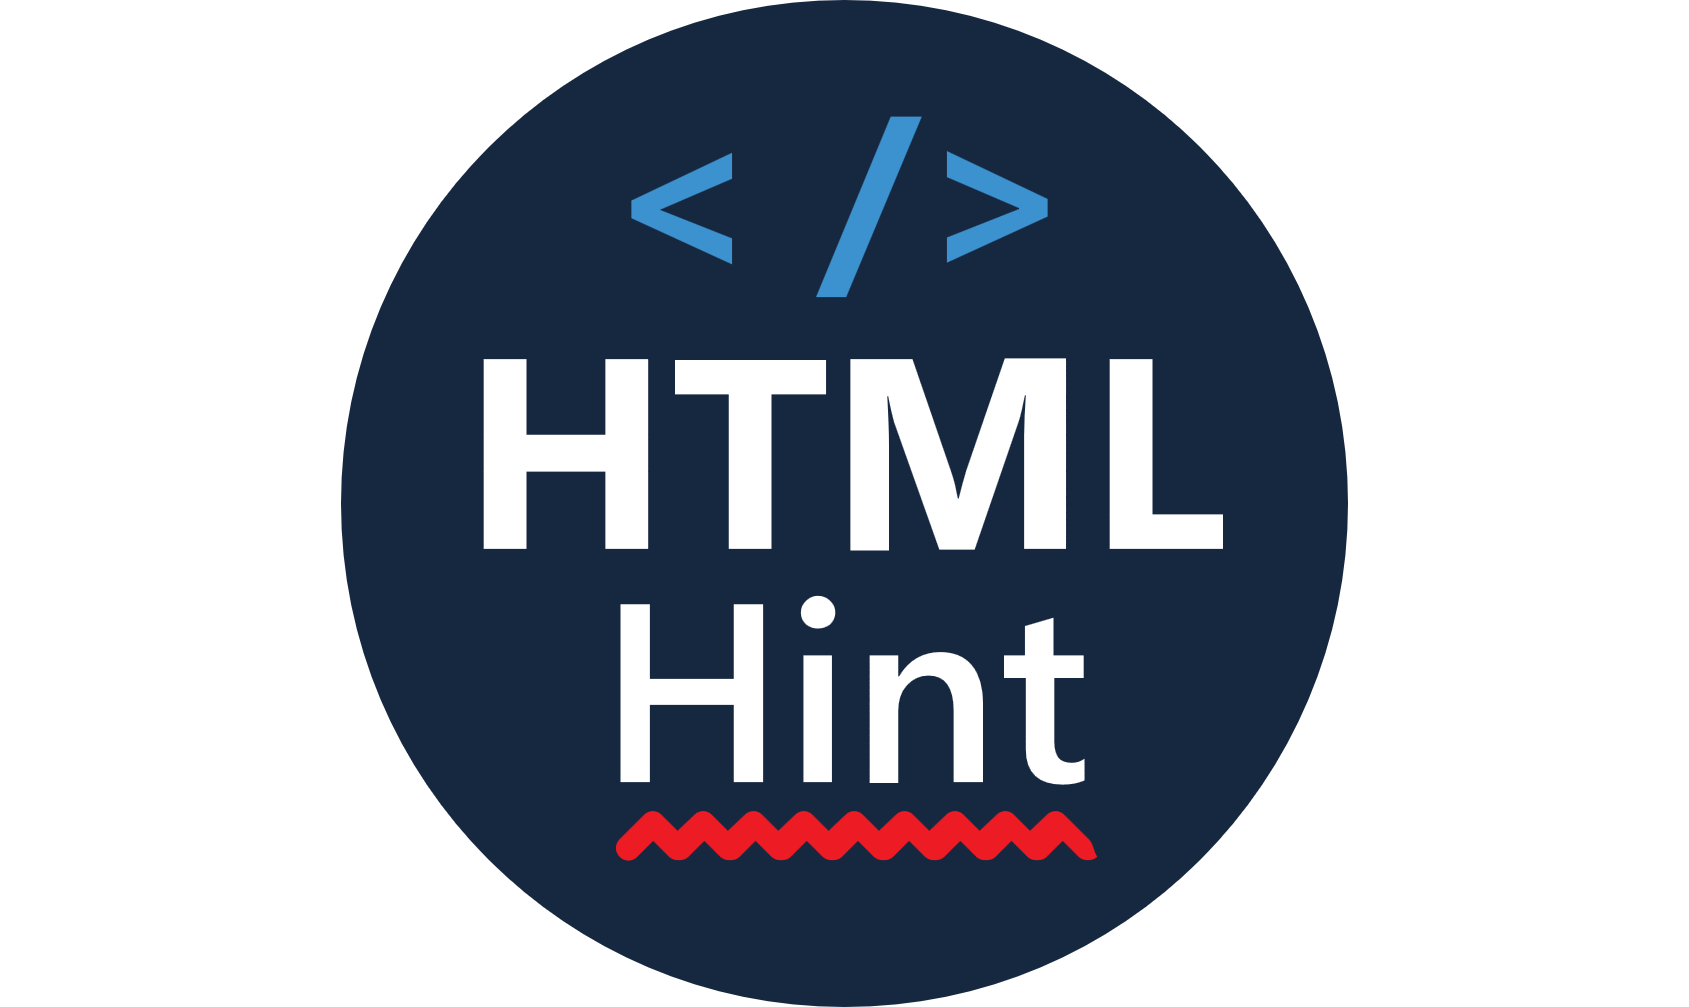 < />
HTML
Hint